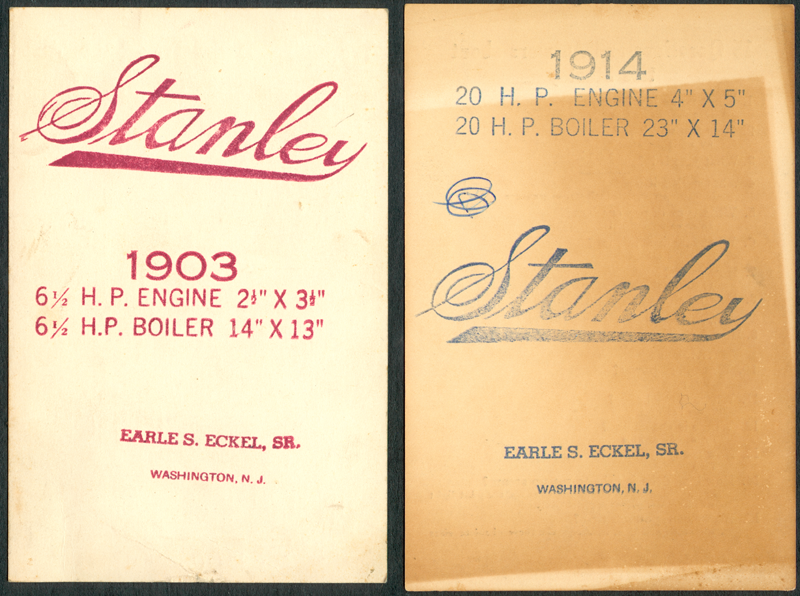 Stanley
1903
6½ H. P. ENGINE 2½" X 3½"
6½ H.P. BOILER 14" X 13"
EARLE S. ECKEL, SR.
WASHINGTON, N. J.
1914
20 H. P. ENGINE 4" X 5"
20 H. P. BOILER 23" X 14"
Stanley
EARLE S. ECKEL, SR.
WASHINGTON, N. J.